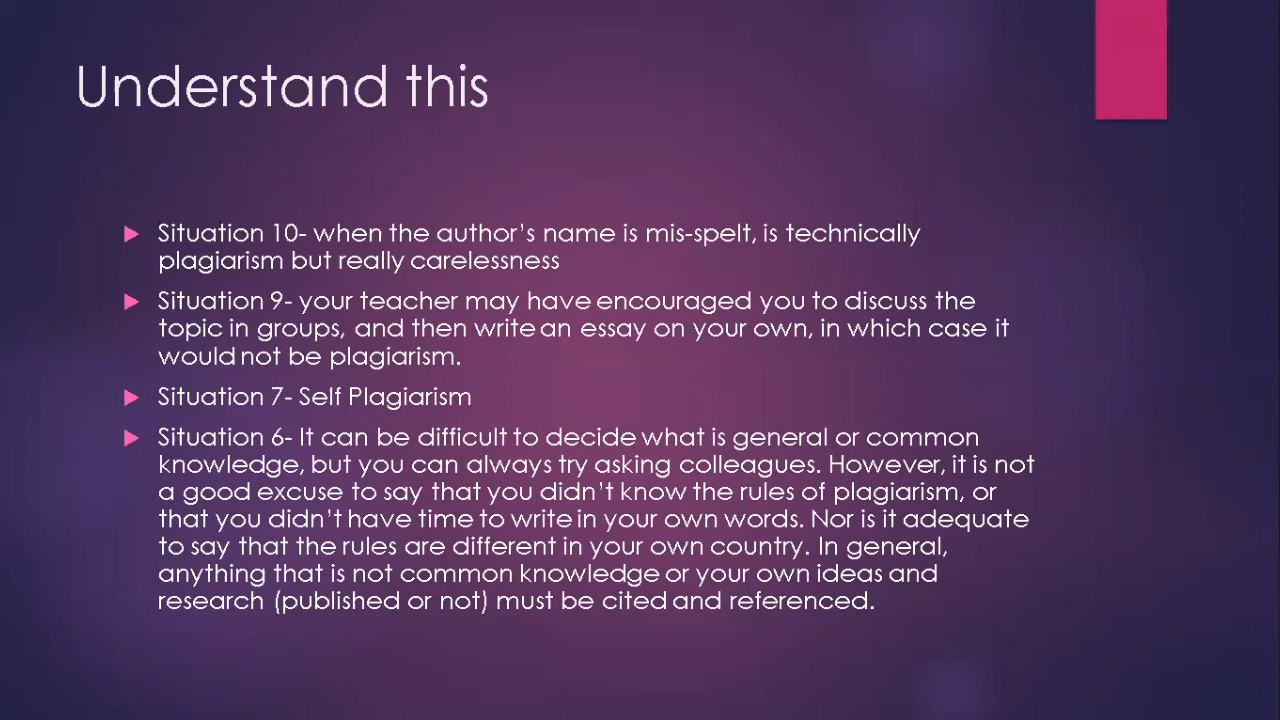 Understand this
Situation 10- when the author's name is mis-spelt, is technically
plagiarism but really carelessness
Situation 9- your teacher may have encouraged you to discuss the
topic in groups, and then write an essay on your own, in which case it
would not be plagiarism.
Situation 7- Self Plagiarism
Situation 6- It can be difficult to decide what is general or common
knowledge, but you can always try asking colleagues. However, it is not
a good excuse to say that you didn't know the rules of plagiarism, or
that you didn't have time to write in your own words. Nor is it adequate
to say that the rules are different in your own country. In general,
anything that is not common knowledge or your own ideas and
research (published or not) must be cited and referenced.